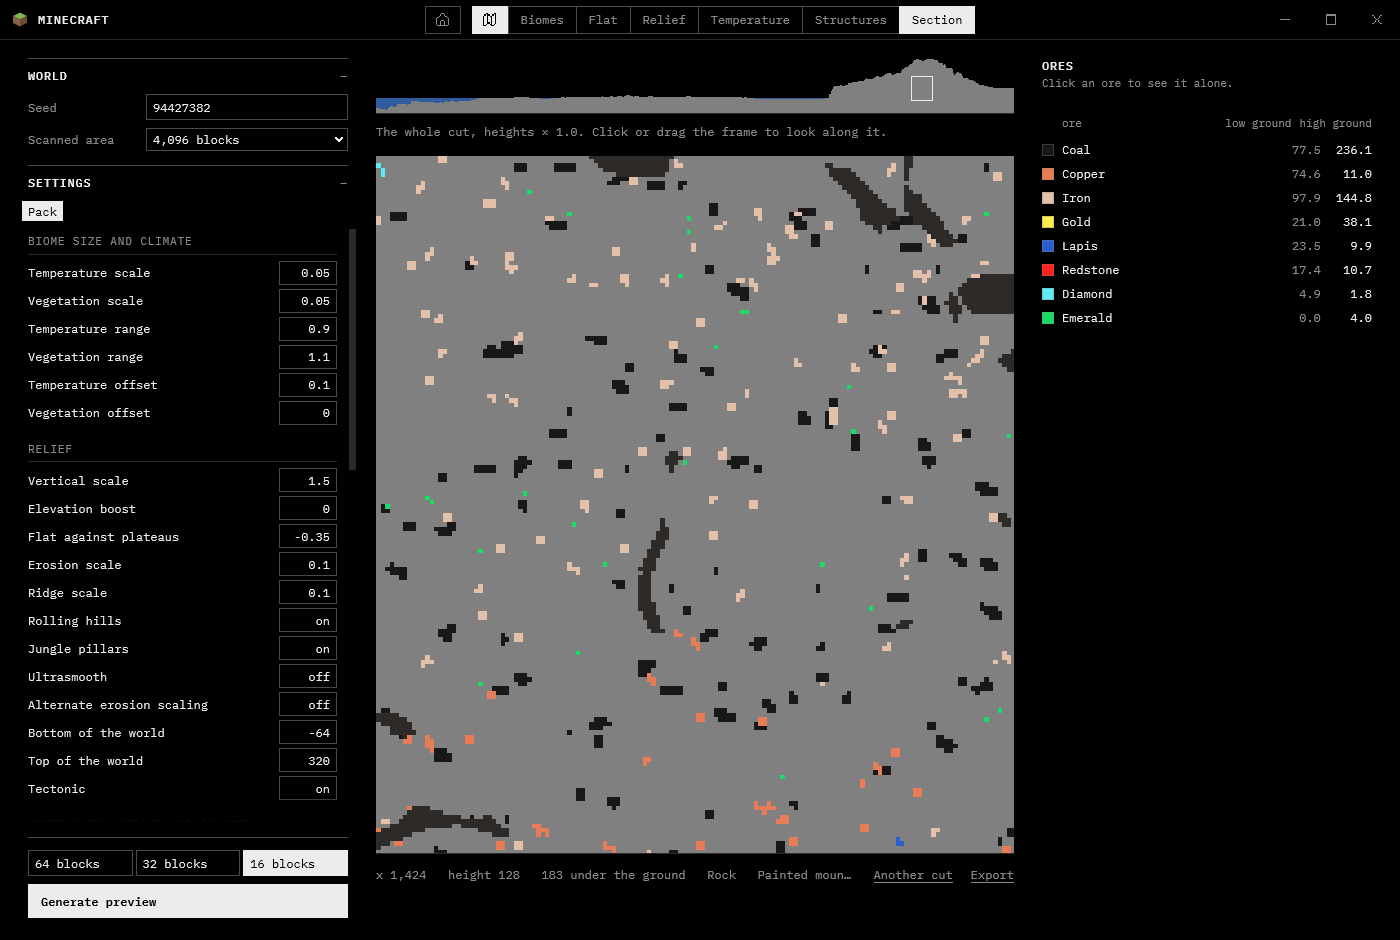 MINECRAFT
Biomes Flat Relief Temperature Structures Section
WORLD
Seed 94427382
Scanned area 4,096 blocks
SETTINGS
Pack
BIOME SIZE AND CLIMATE
Temperature scale 0.05
Vegetation scale 0.05
Temperature range 0.9
Vegetation range 1.1
Temperature offset 0.1
Vegetation offset 0
RELIEF
Vertical scale 1.5
Elevation boost 0
Flat against plateaus -0.35
Erosion scale 0.1
Ridge scale 0.1
Rolling hills on
Jungle pillars on
Ultrasmooth off
Alternate erosion scaling off
Bottom of the world -64
Top of the world 320
Tectonic on
64 blocks 32 blocks 16 blocks
Generate preview
The whole cut, heights × 1.0. Click or drag the frame to look along it.
x 1,424 height 128 183 under the ground Rock Painted moun… Another cut Export
ORES
Click an ore to see it alone.
ore low ground high ground
Coal 77.5 236.1
Copper 74.6 11.0
Iron 97.9 144.8
Gold 21.0 38.1
Lapis 23.5 9.9
Redstone 17.4 10.7
Diamond 4.9 1.8
Emerald 0.0 4.0